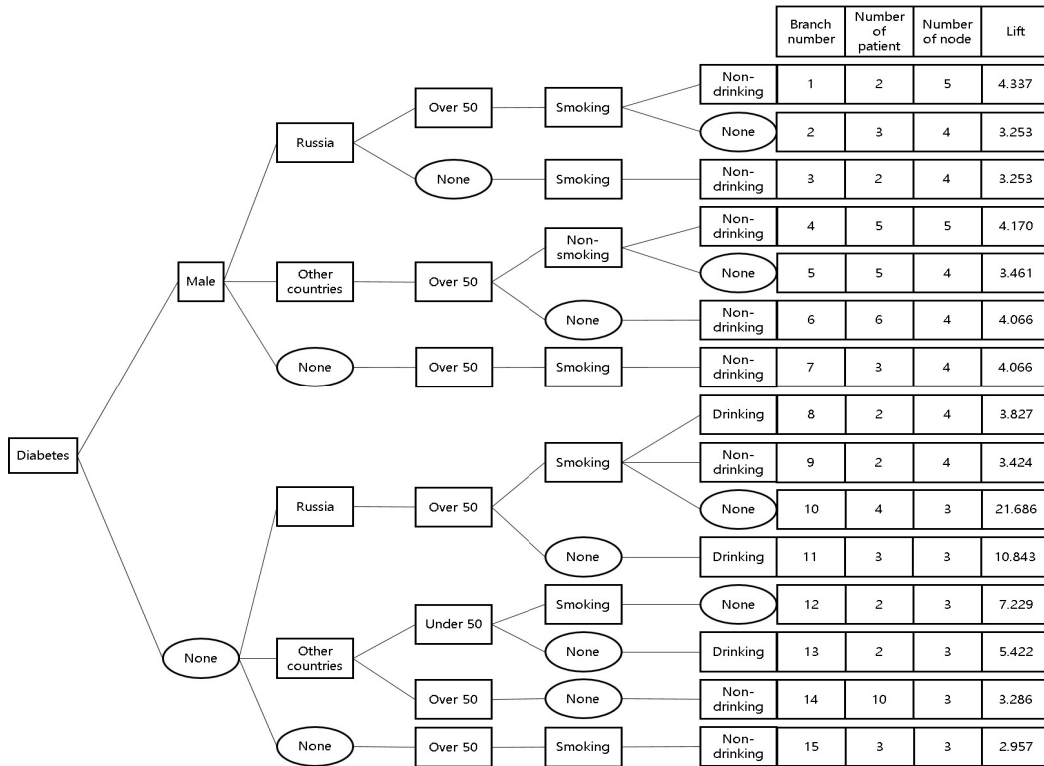 Branch
number
Number
of
patient
Number
of node
Lift
Non-
drinking
1
2
5
4.337
Over 50
Smoking
None
2
3
4
3.253
Russia
None
Smoking
Non-
drinking
3
2
4
3.253
Non-
drinking
4
5
5
4.170
Non-
smoking
Male
Other
countries
Over 50
None
5
5
4
3.461
None
Non-
drinking
6
6
4
4.066
None
Over 50
Smoking
Non-
drinking
7
3
4
4.066
Drinking
8
2
4
3.827
Diabetes
Smoking
Non-
drinking
9
2
4
3.424
Russia
Over 50
None
10
4
3
21.686
None
Drinking
11
3
3
10.843
Under 50
Smoking
None
12
2
3
7.229
None
Other
countries
None
Drinking
13
2
3
5.422
Over 50
None
Non-
drinking
14
10
3
3.286
None
Over 50
Smoking
Non-
drinking
15
3
3
2.957